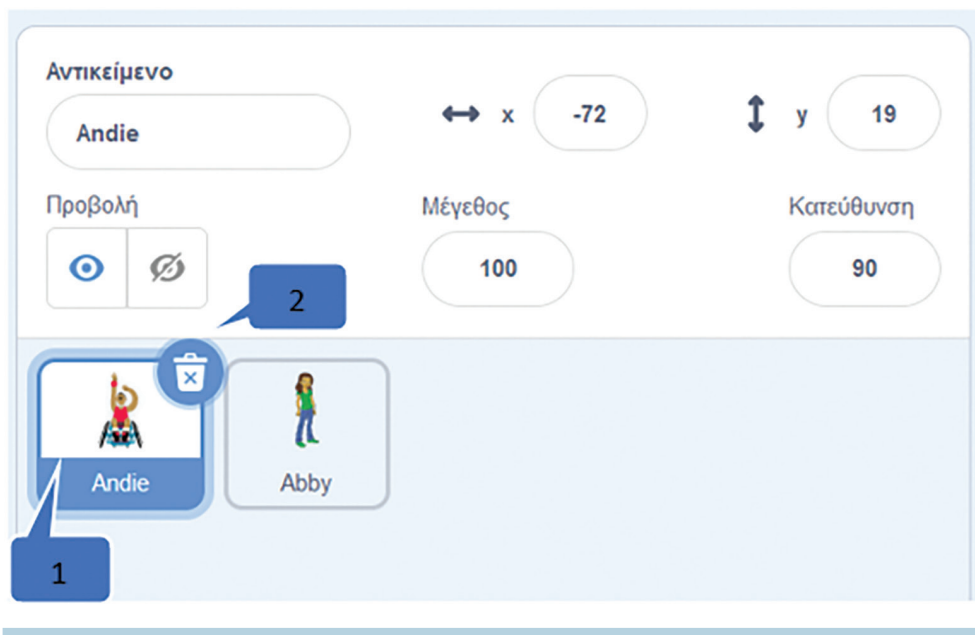 Αντικείμενο
Andie
x -72
y 19
Προβολή
Μέγεθος
Κατεύθυνση
100
90
2
Andie
Abby
1